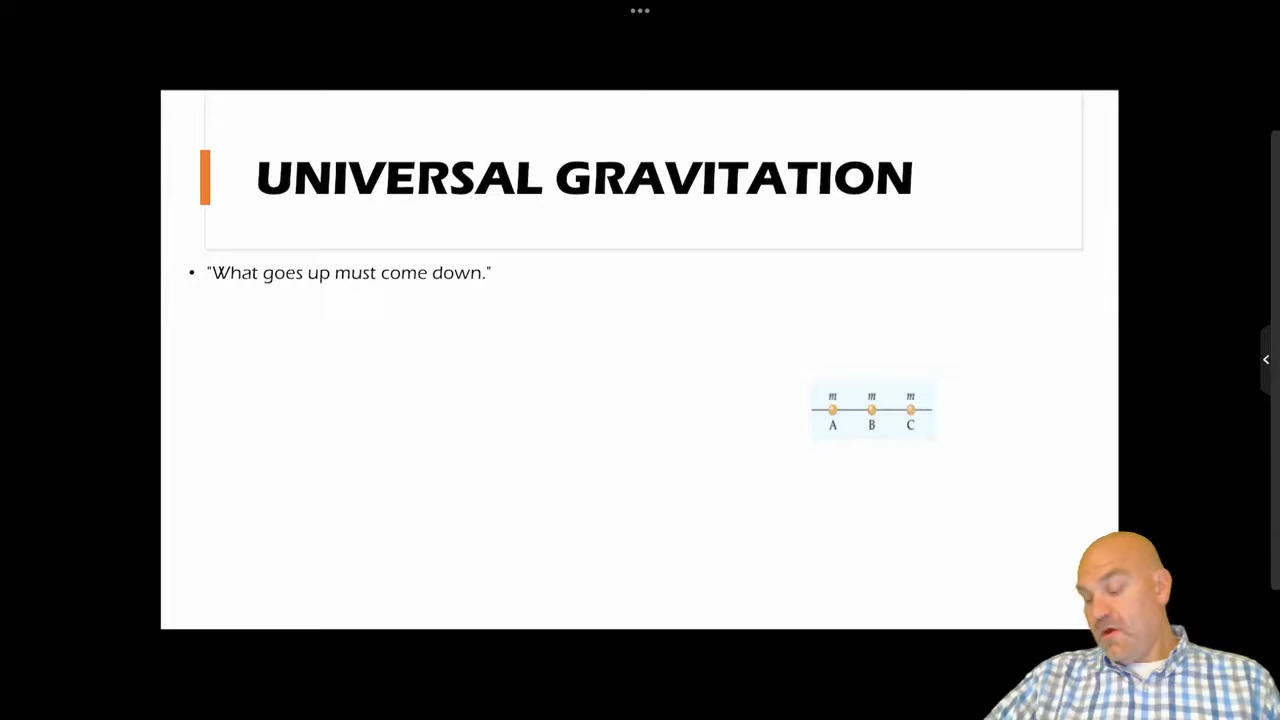 UNIVERSAL GRAVITATION
• "What goes up must come down."
m m m
A B C